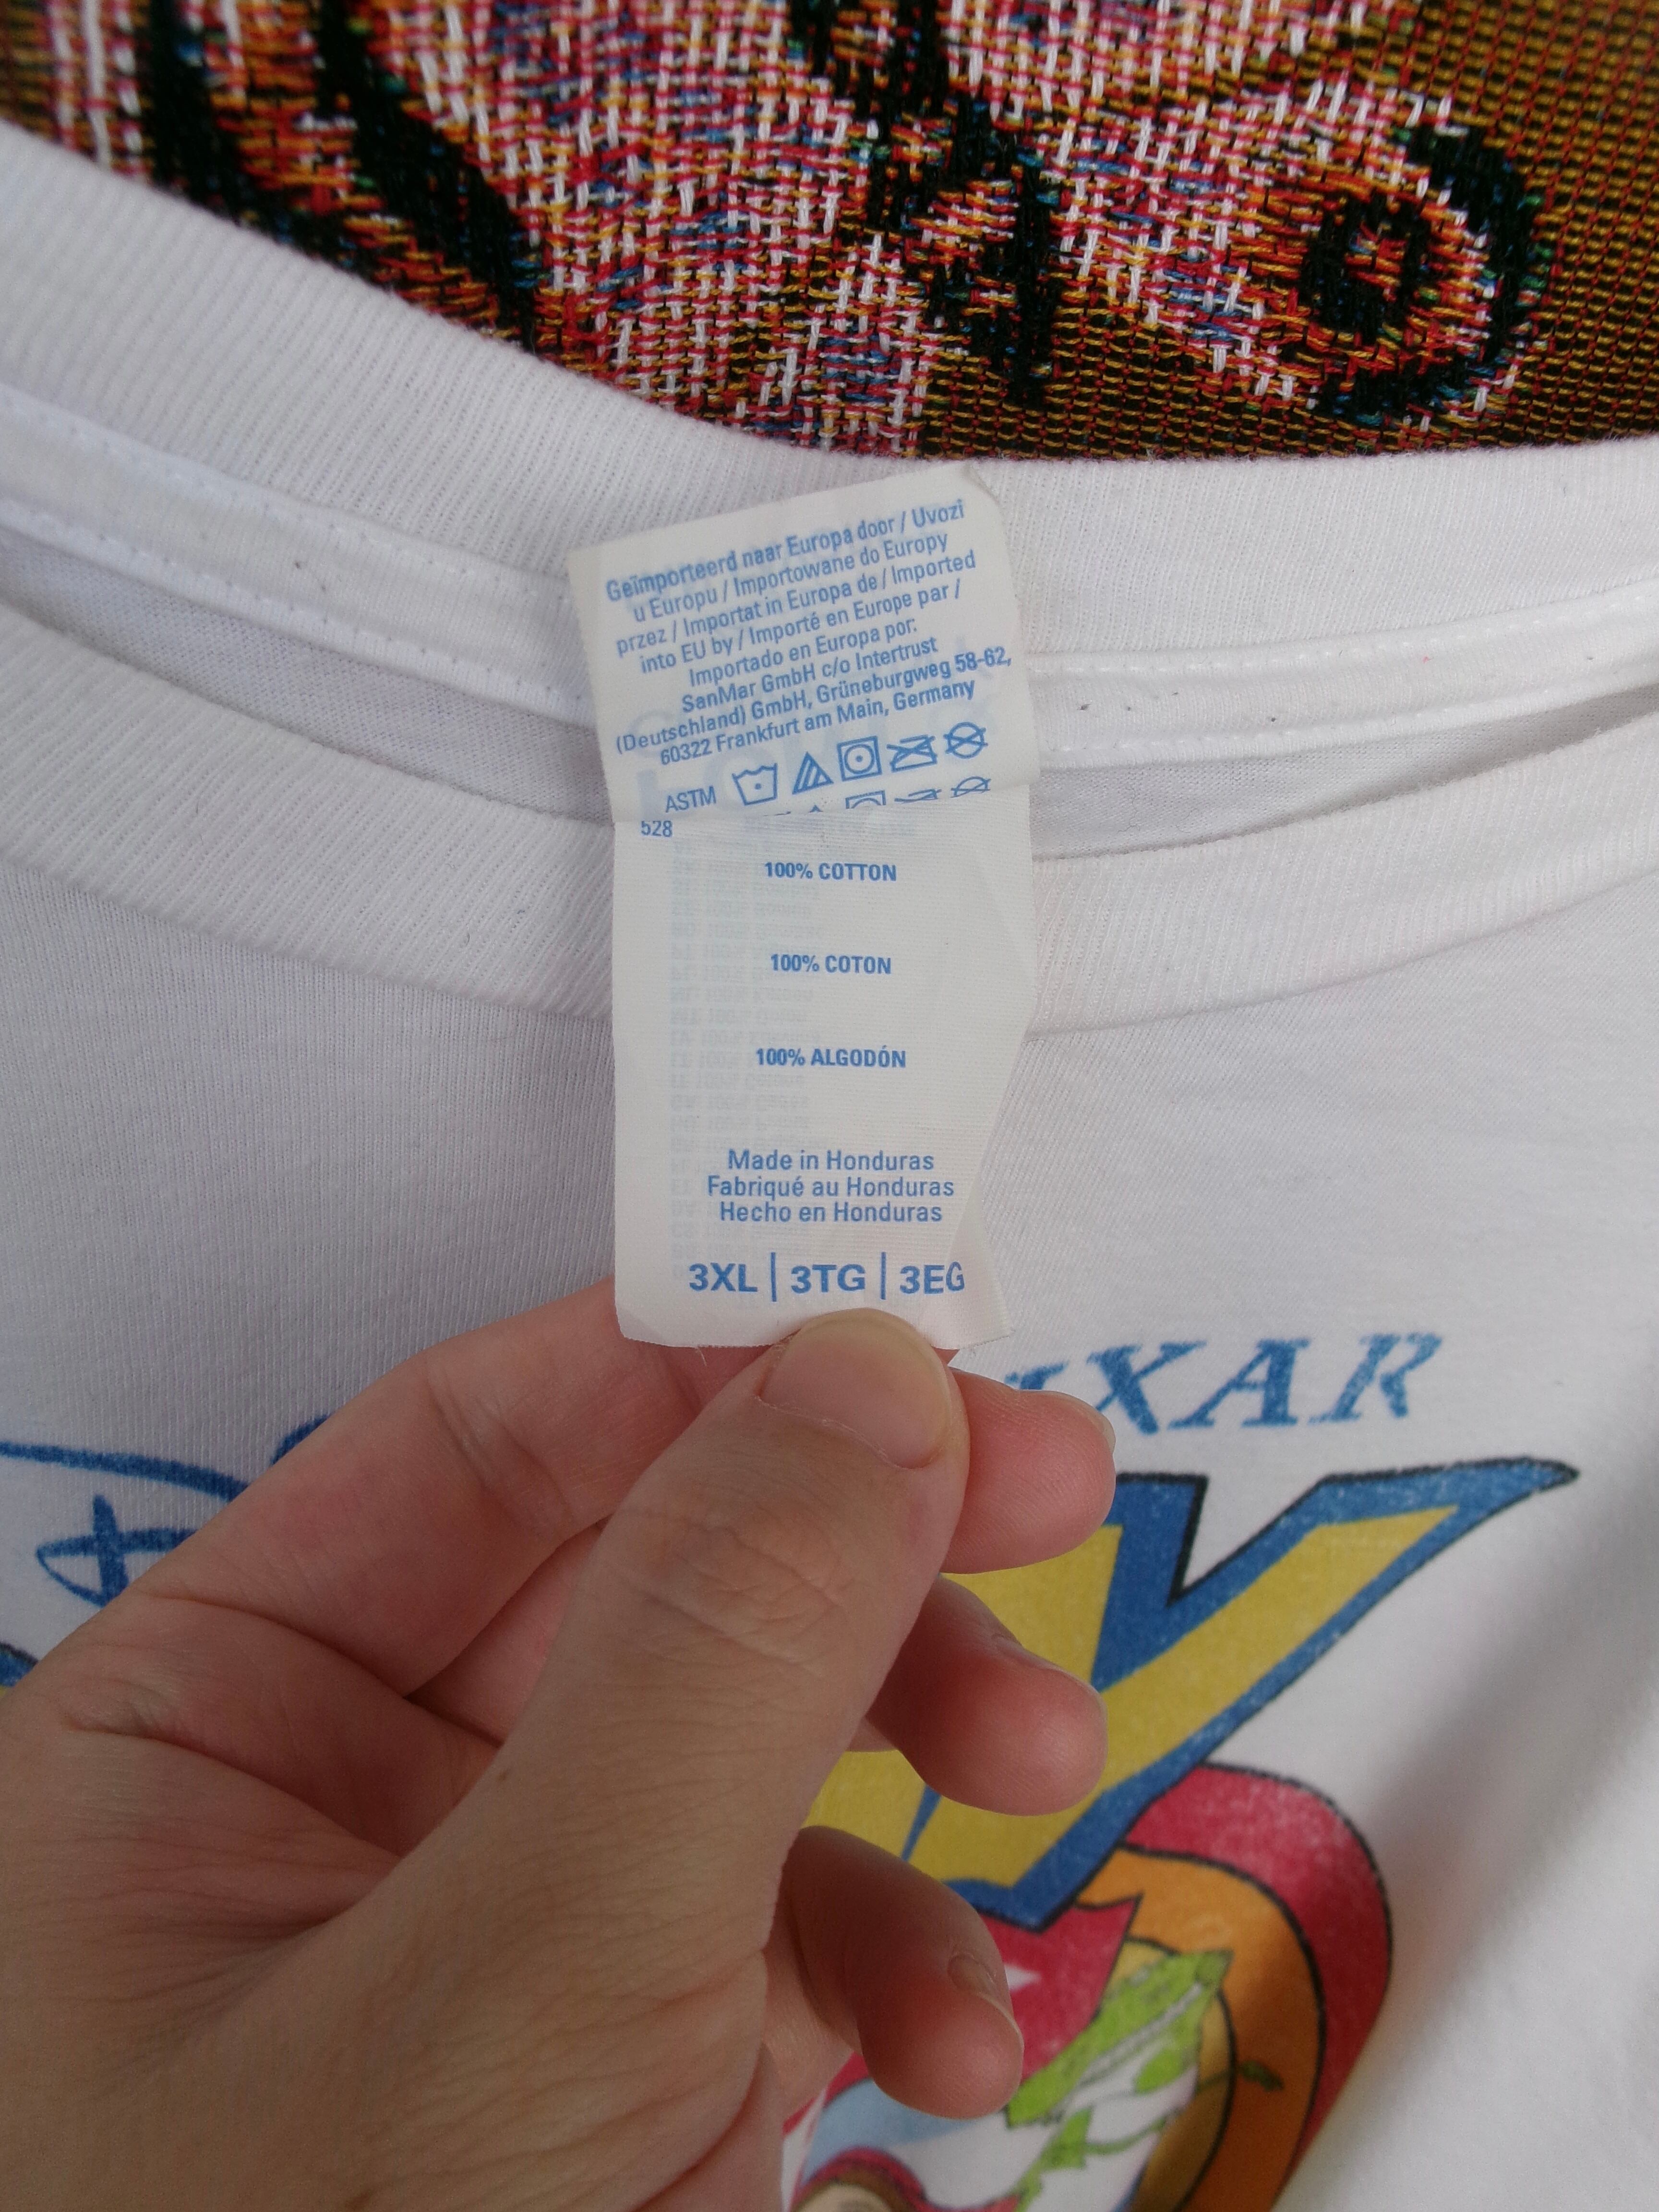 Geïmporteerd naar Europa door / Uvozi
u Europu / Importowane do Europy
przez / Importat in Europa de / Imported
into EU by / Importé en Europe par /
Importado en Europa por:
SanMar GmbH c/o Intertrust
(Deutschland) GmbH, Grüneburgweg 58-62,
60322 Frankfurt am Main, Germany
ASTM
528
100% COTTON
100% COTON
100% ALGODÓN
Made in Honduras
Fabriqué au Honduras
Hecho en Honduras
3XL | 3TG | 3EG